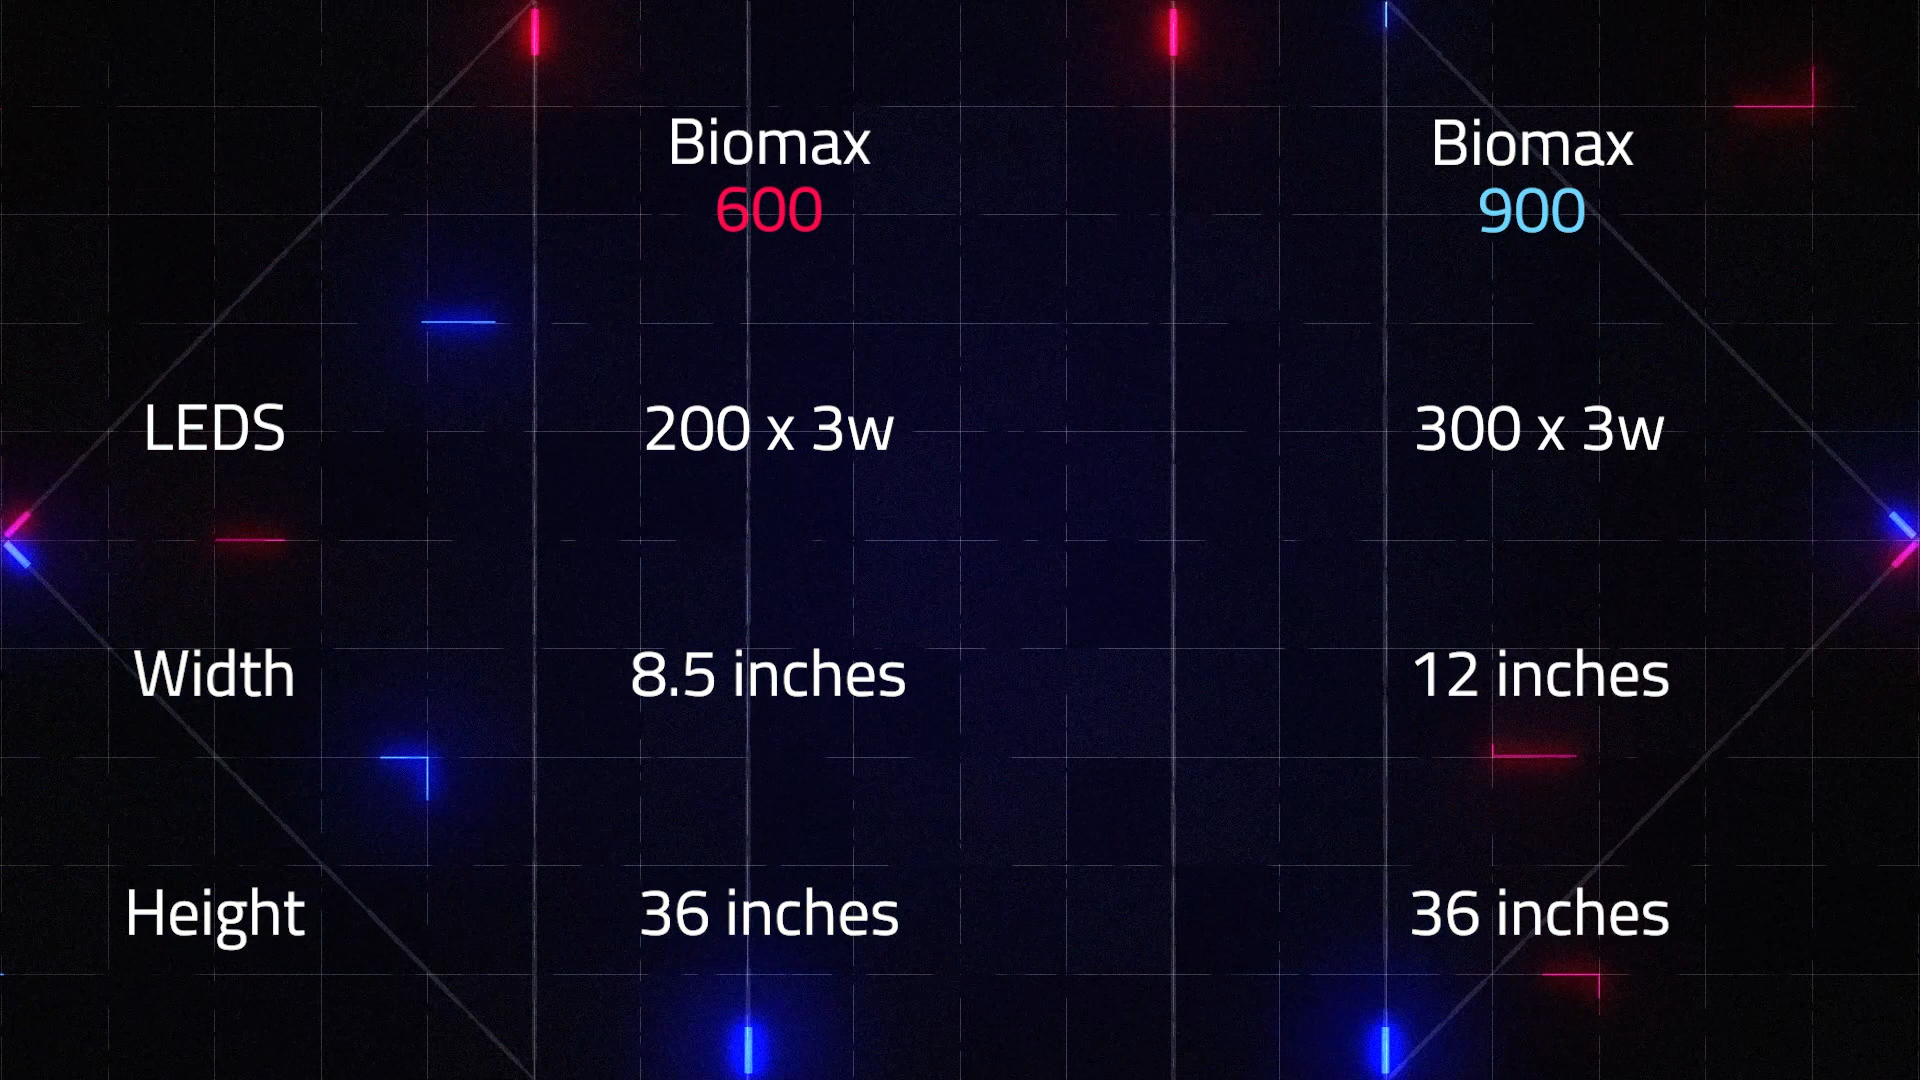 Biomax Biomax
600 900
LEDS 200 x 3w 300 x 3w
Width 8.5 inches 12 inches
Height 36 inches 36 inches